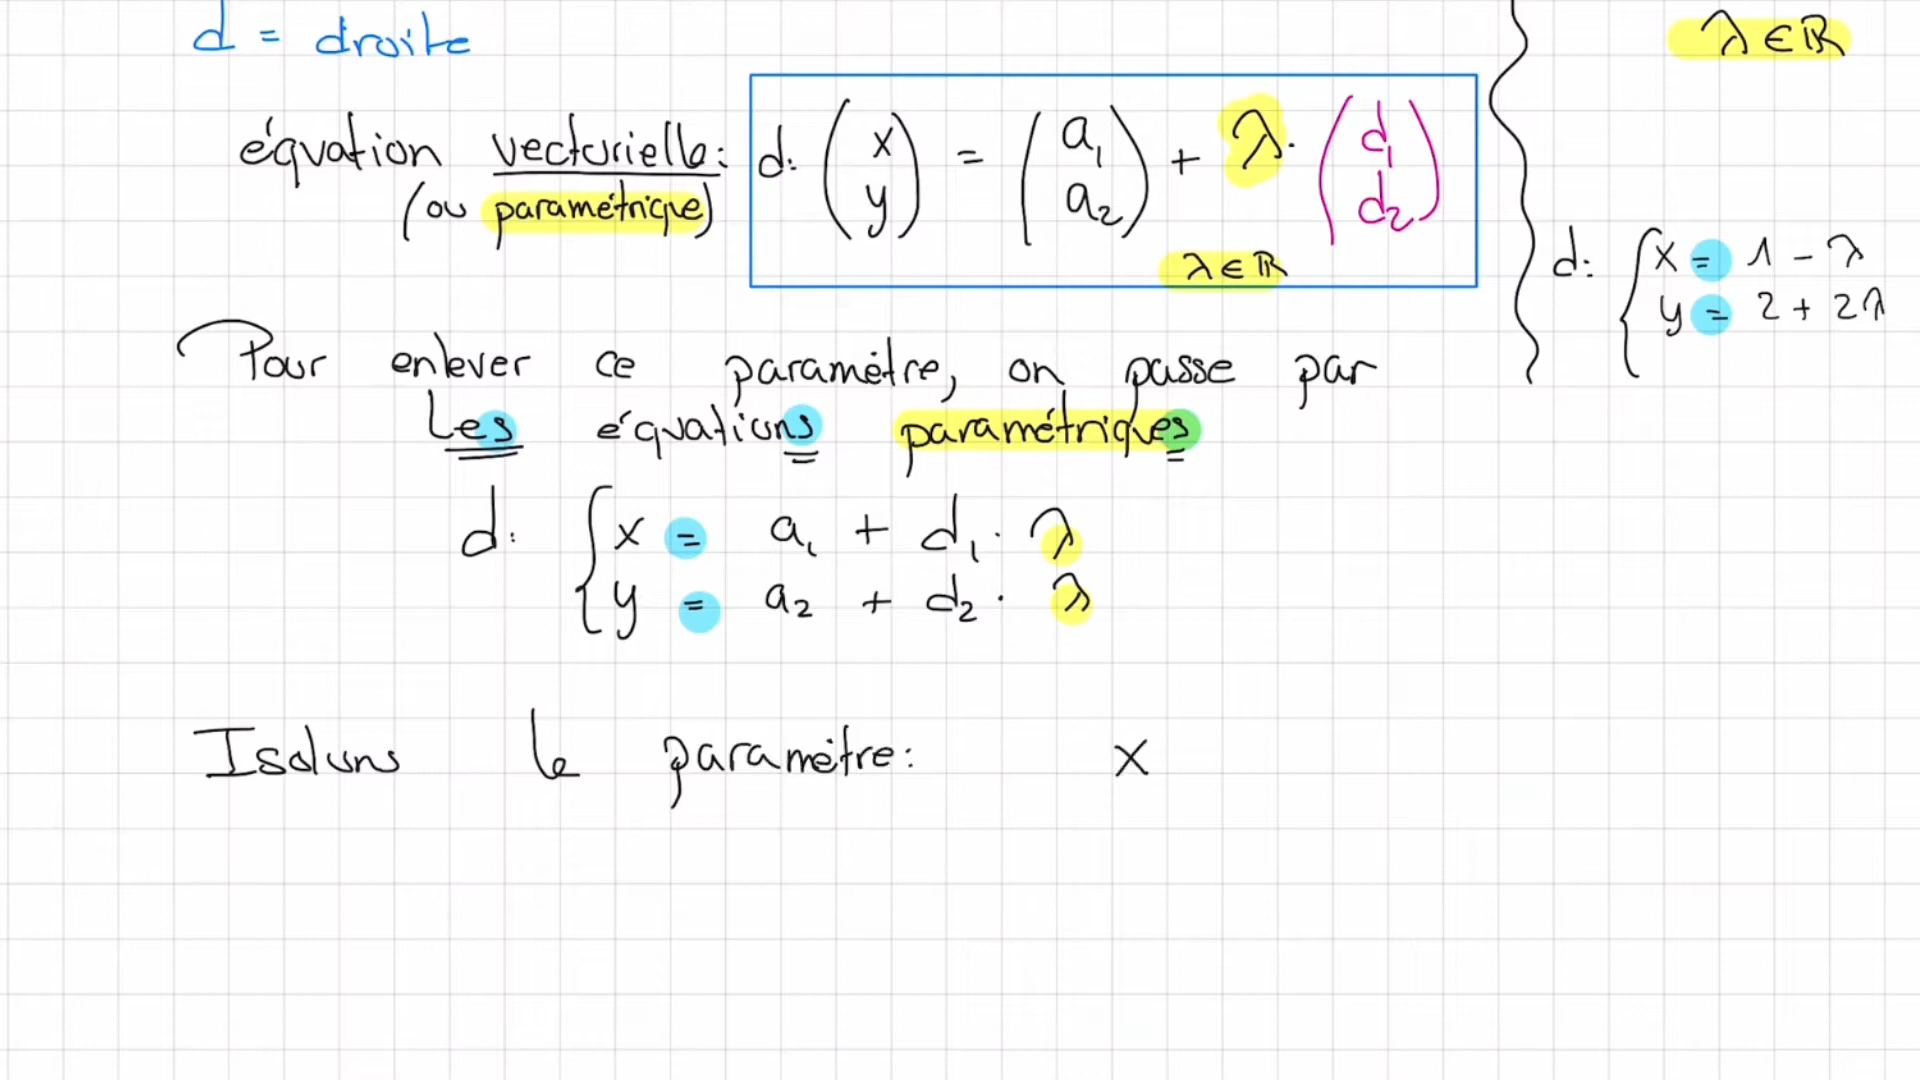 d = droite
équation vectorielle: d: (x y) = (a₁ a₂) + λ· (d₁ d₂)
(ou paramétrique)
λ ∈ ℝ
Pour enlever ce paramètre, on passe par
Les équations paramétriques
d: { x = a₁ + d₁· λ
y = a₂ + d₂· λ
Isolons le paramètre: x
λ ∈ ℝ
d: { x = 1 - λ
y = 2 + 2λ